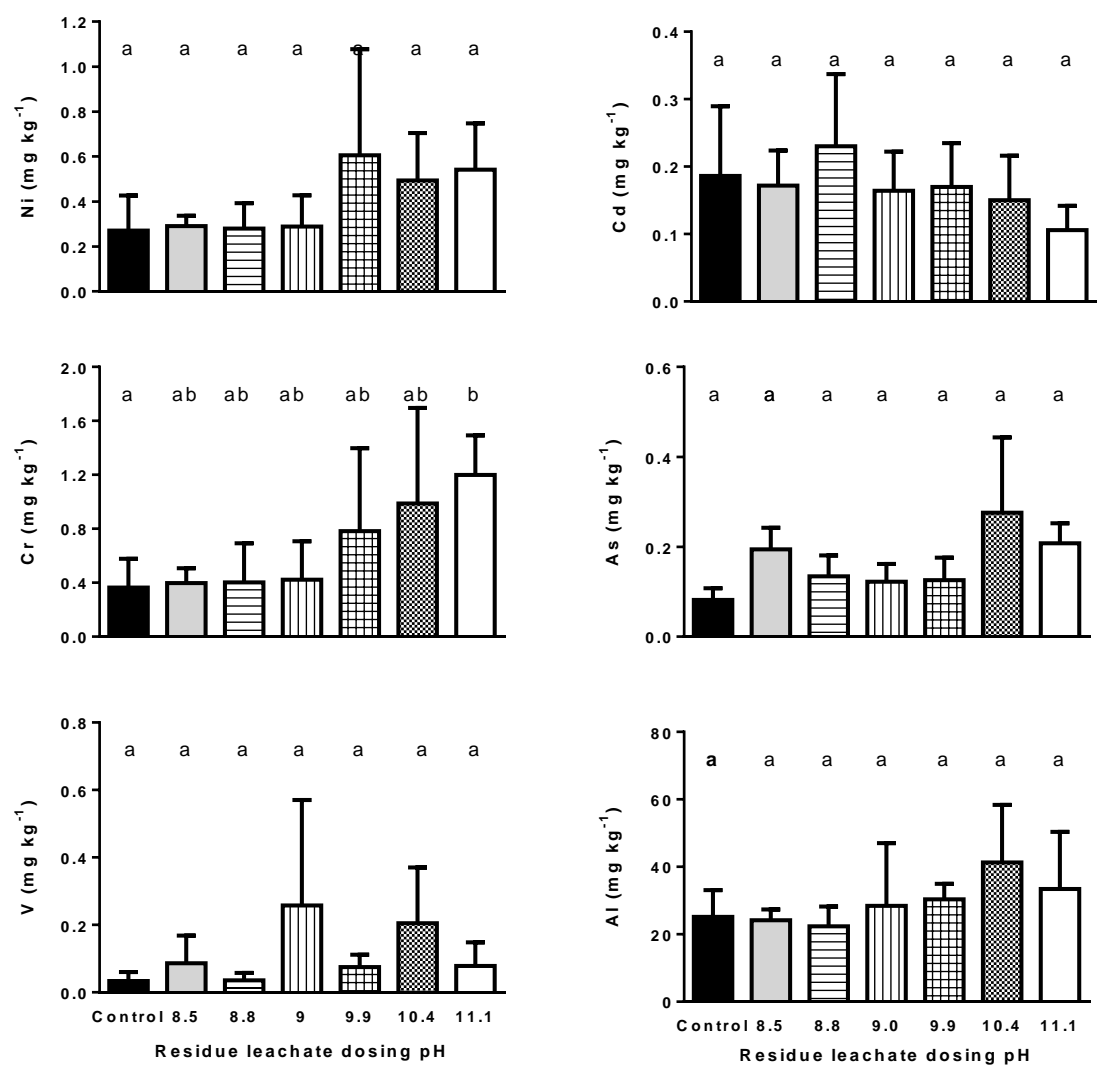 Ni (mg kg⁻¹)
1.2
1.0
0.8
0.6
0.4
0.2
0.0
a a a a a a a
Cd (mg kg⁻¹)
0.4
0.3
0.2
0.1
0.0
a a a a a a a
Cr (mg kg⁻¹)
2.0
1.6
1.2
0.8
0.4
0.0
a ab ab ab ab ab b
As (mg kg⁻¹)
0.6
0.4
0.2
0.0
a a a a a a a
V (mg kg⁻¹)
0.8
0.6
0.4
0.2
0.0
a a a a a a a
Control 8.5 8.8 9 9.9 10.4 11.1
Residue leachate dosing pH
Al (mg kg⁻¹)
80
60
40
20
0
a a a a a a a
Control 8.5 8.8 9.0 9.9 10.4 11.1
Residue leachate dosing pH